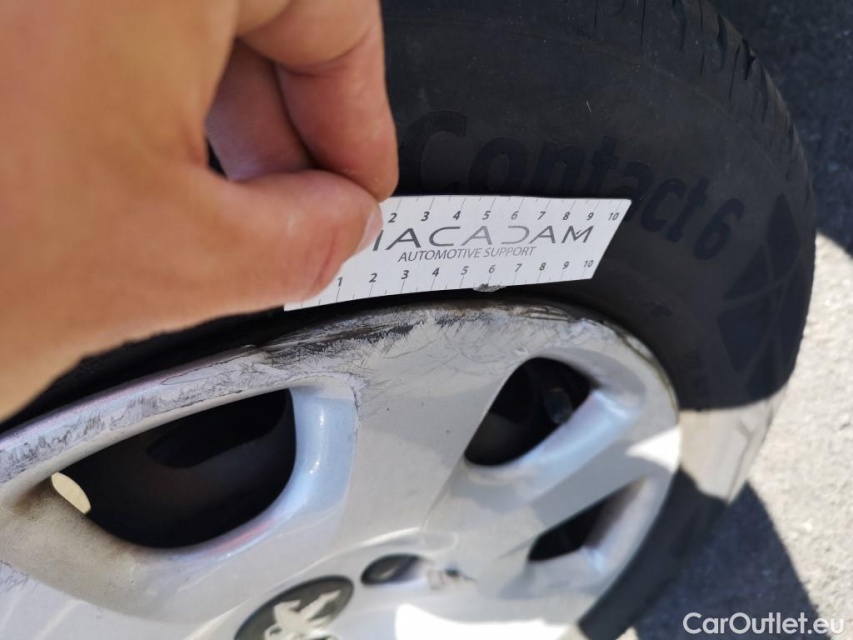 Contact 6
2 3 4 5 6 7 8 9 10
MACADAM
AUTOMOTIVE SUPPORT
1 2 3 4 5 6 7 8 9 10
CarOutlet.eu